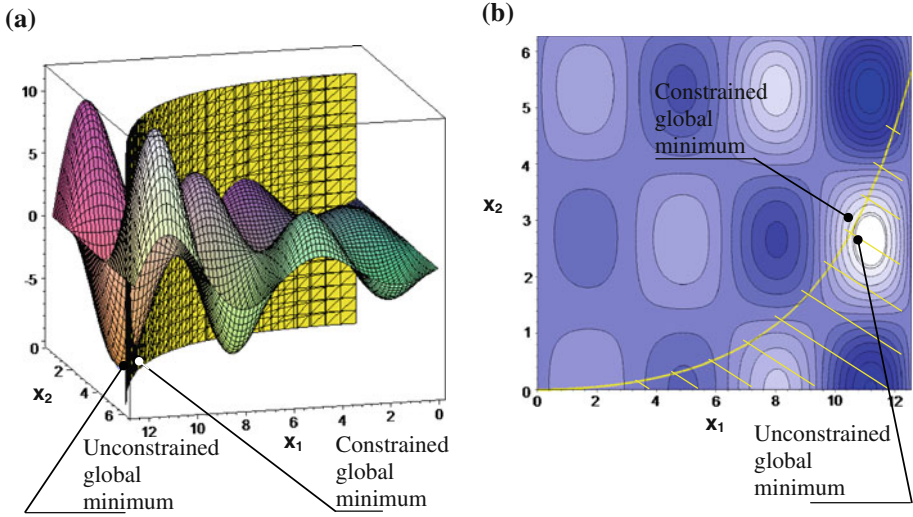 (a)
10
5
0
-5
0
2
4
6
x2
12
10
8
6
4
2
0
x1
Unconstrained
global
minimum
Constrained
global
minimum
(b)
6
5
4
3
2
1
0
x2
0
2
4
6
8
10
12
x1
Constrained
global
minimum
Unconstrained
global
minimum